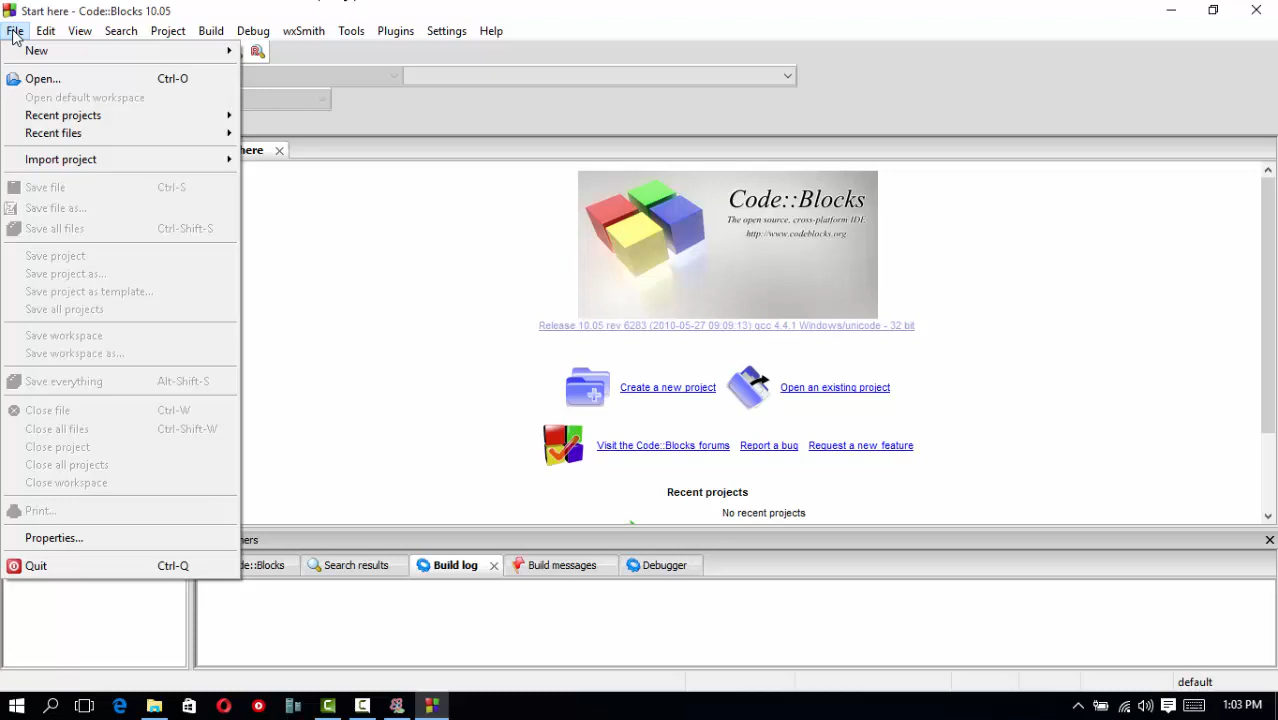 Start here - Code::Blocks 10.05
File Edit View Search Project Build Debug wxSmith Tools Plugins Settings Help
New
Open... Ctrl-O
Open default workspace
Recent projects
Recent files
Import project
Save file Ctrl-S
Save file as...
Save all files Ctrl-Shift-S
Save project
Save project as...
Save project as template...
Save all projects
Save workspace
Save workspace as...
Save everything Alt-Shift-S
Close file Ctrl-W
Close all files Ctrl-Shift-W
Close project
Close all projects
Close workspace
Print...
Properties...
Quit Ctrl-Q
here
Code::Blocks
The open source, cross-platform IDE
http://www.codeblocks.org
Release 10.05 rev 6283 (2010-05-27 09:09:13) gcc 4.4.1 Windows/unicode - 32 bit
Create a new project Open an existing project
Visit the Code::Blocks forums Report a bug Request a new feature
Recent projects
No recent projects
hers
de::Blocks Search results Build log Build messages Debugger
default
1:03 PM